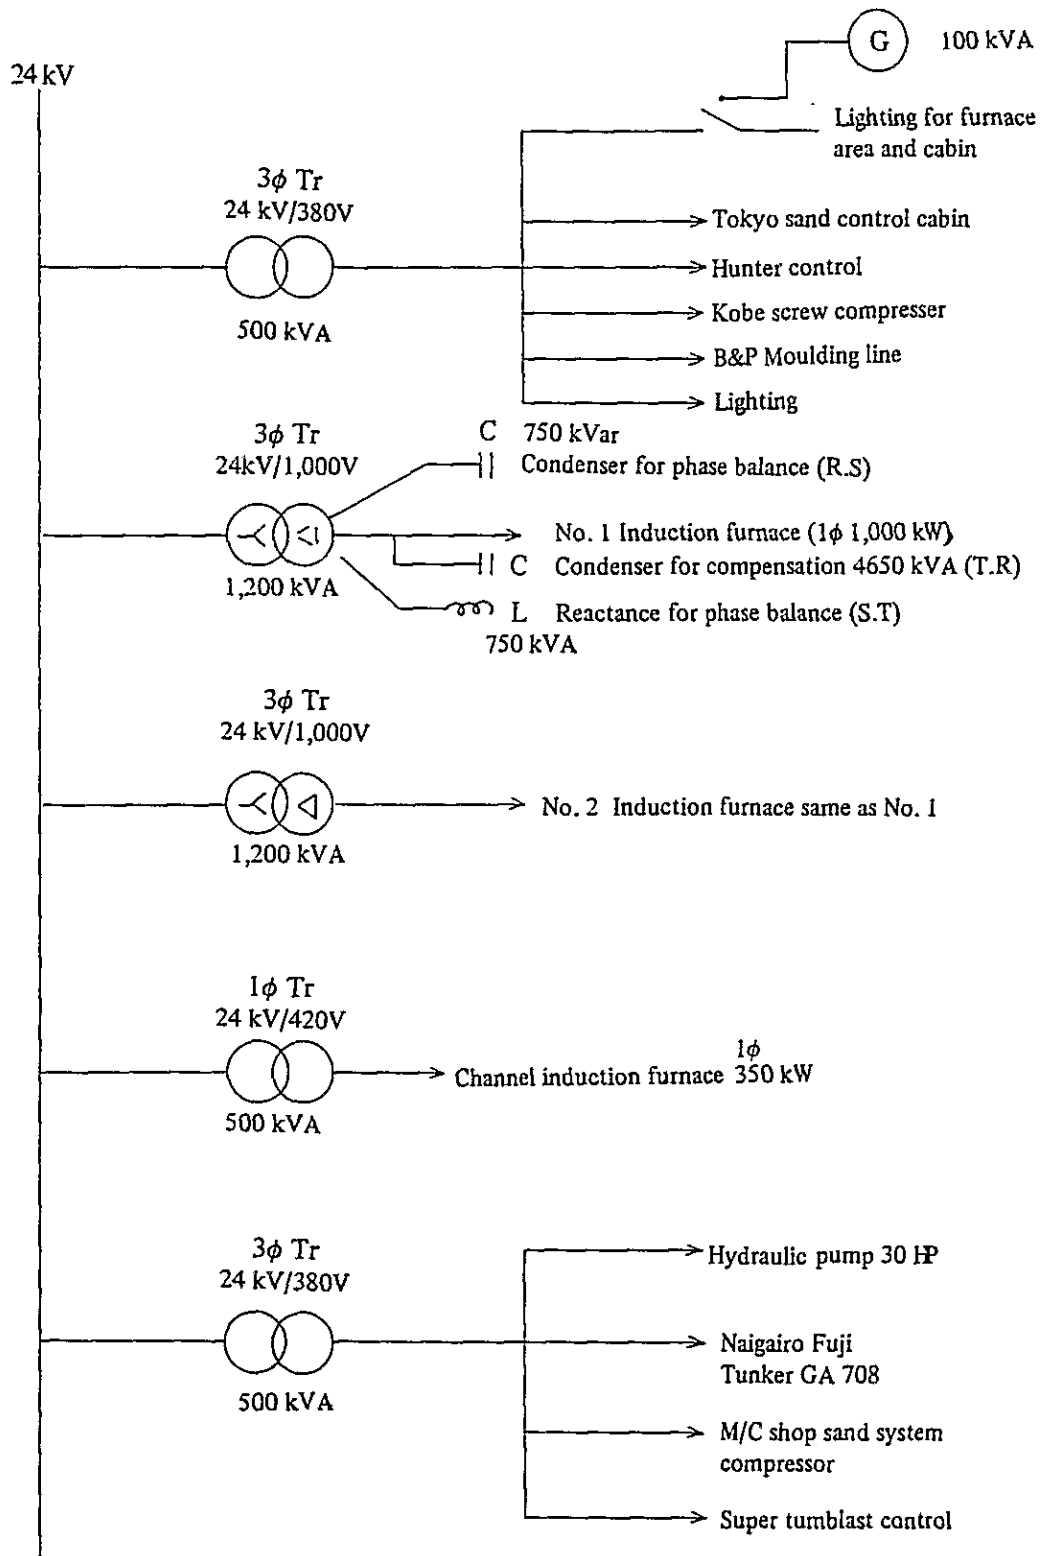 G 100 kVA
24 kV
Lighting for furnace
area and cabin
3φ Tr
24 kV/380V
500 kVA
Tokyo sand control cabin
Hunter control
Kobe screw compresser
B&P Moulding line
Lighting
3φ Tr
24kV/1,000V
1,200 kVA
C 750 kVar
Condenser for phase balance (R.S)
No. 1 Induction furnace (1φ 1,000 kW)
C Condenser for compensation 4650 kVA (T.R)
L Reactance for phase balance (S.T)
750 kVA
3φ Tr
24 kV/1,000V
1,200 kVA
No. 2 Induction furnace same as No. 1
1φ Tr
24 kV/420V
500 kVA
1φ
Channel induction furnace 350 kW
3φ Tr
24 kV/380V
500 kVA
Hydraulic pump 30 HP
Naigairo Fuji
Tunker GA 708
M/C shop sand system
compressor
Super tumblast control